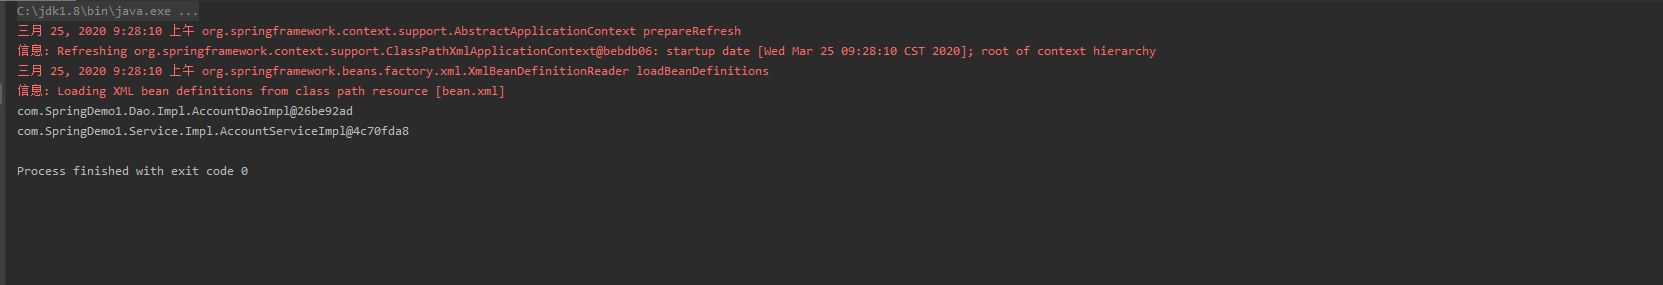 C:\jdk1.8\bin\java.exe ...
三月 25, 2020 9:28:10 上午 org.springframework.context.support.AbstractApplicationContext prepareRefresh
信息: Refreshing org.springframework.context.support.ClassPathXmlApplicationContext@bebdb06: startup date [Wed Mar 25 09:28:10 CST 2020]; root of context hierarchy
三月 25, 2020 9:28:10 上午 org.springframework.beans.factory.xml.XmlBeanDefinitionReader loadBeanDefinitions
信息: Loading XML bean definitions from class path resource [bean.xml]
com.SpringDemo1.Dao.Impl.AccountDaoImpl@26be92ad
com.SpringDemo1.Service.Impl.AccountServiceImpl@4c70fda8
Process finished with exit code 0